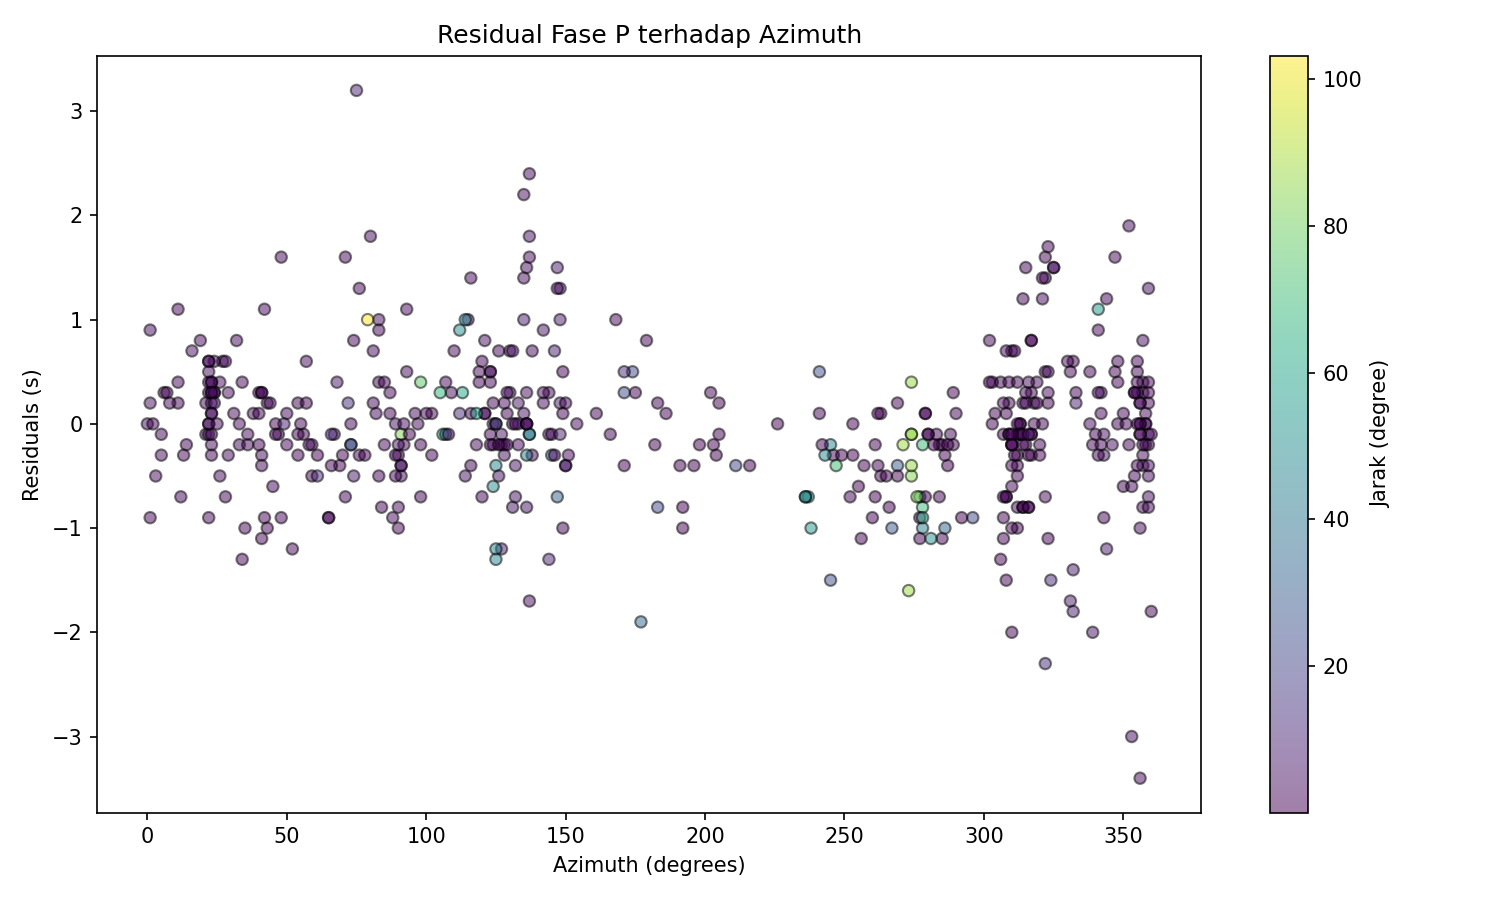 Residual Fase P terhadap Azimuth
Residuals (s)
3
2
1
0
−1
−2
−3
0 50 100 150 200 250 300 350
Azimuth (degrees)
100
80
60
40
20
Jarak (degree)